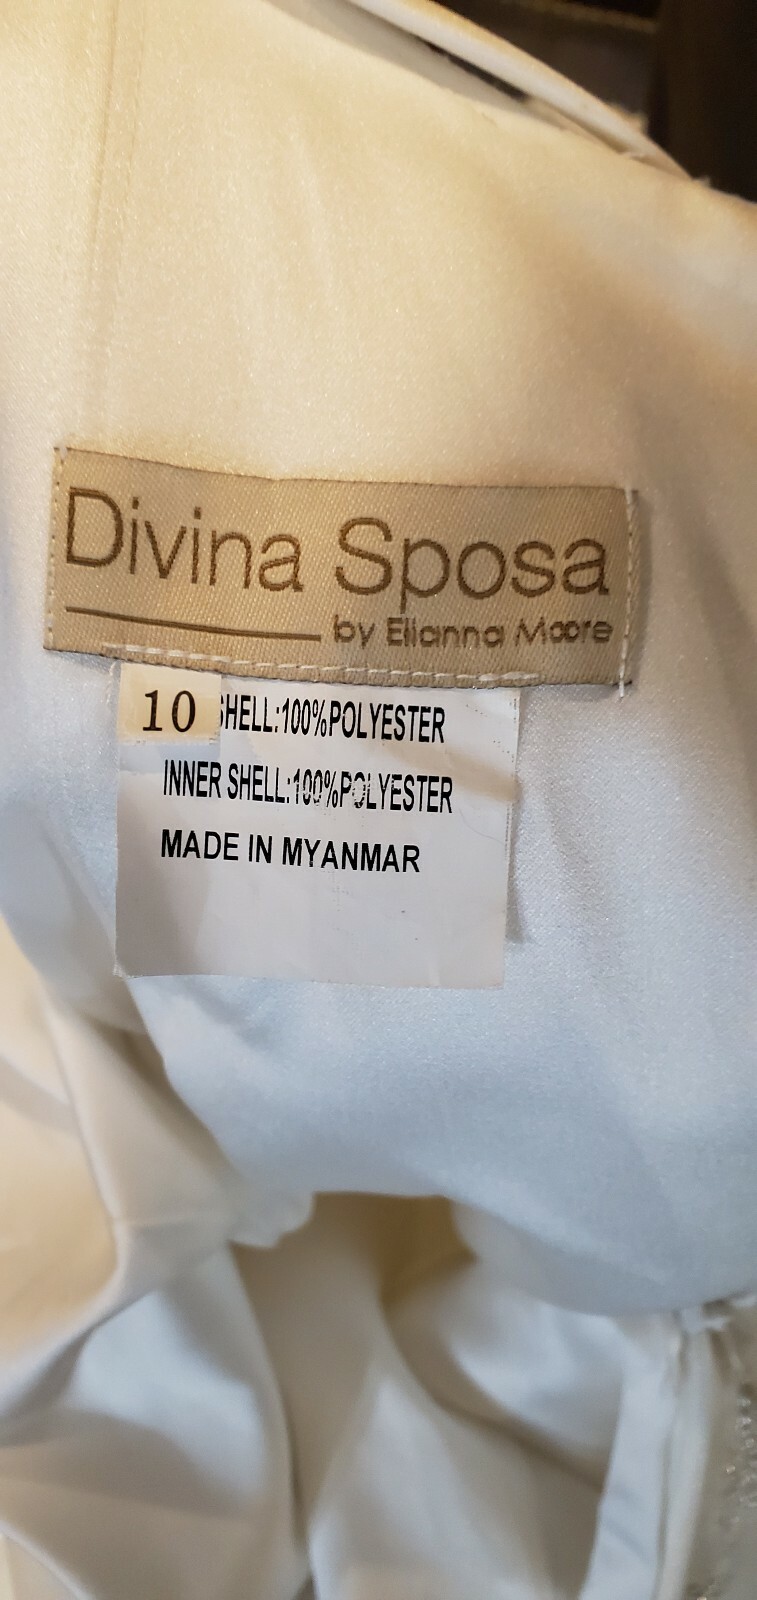 Divina Sposa
by Elianna Moore
10 SHELL:100%POLYESTER
INNER SHELL:100%POLYESTER
MADE IN MYANMAR